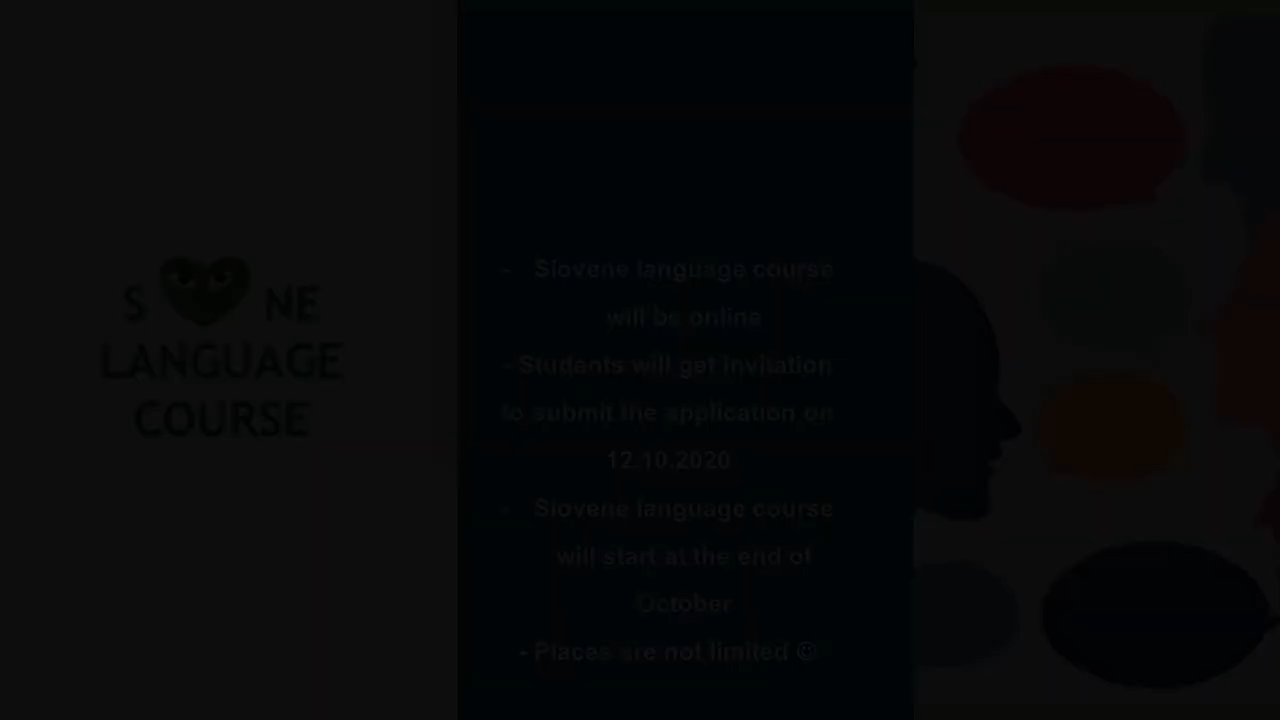 S NE
LANGUAGE
COURSE
- Slovene language course
will be online
- Students will get invitation
to submit the application on
12.10.2020
- Slovene language course
will start at the end of
October
- Places are not limited ☺